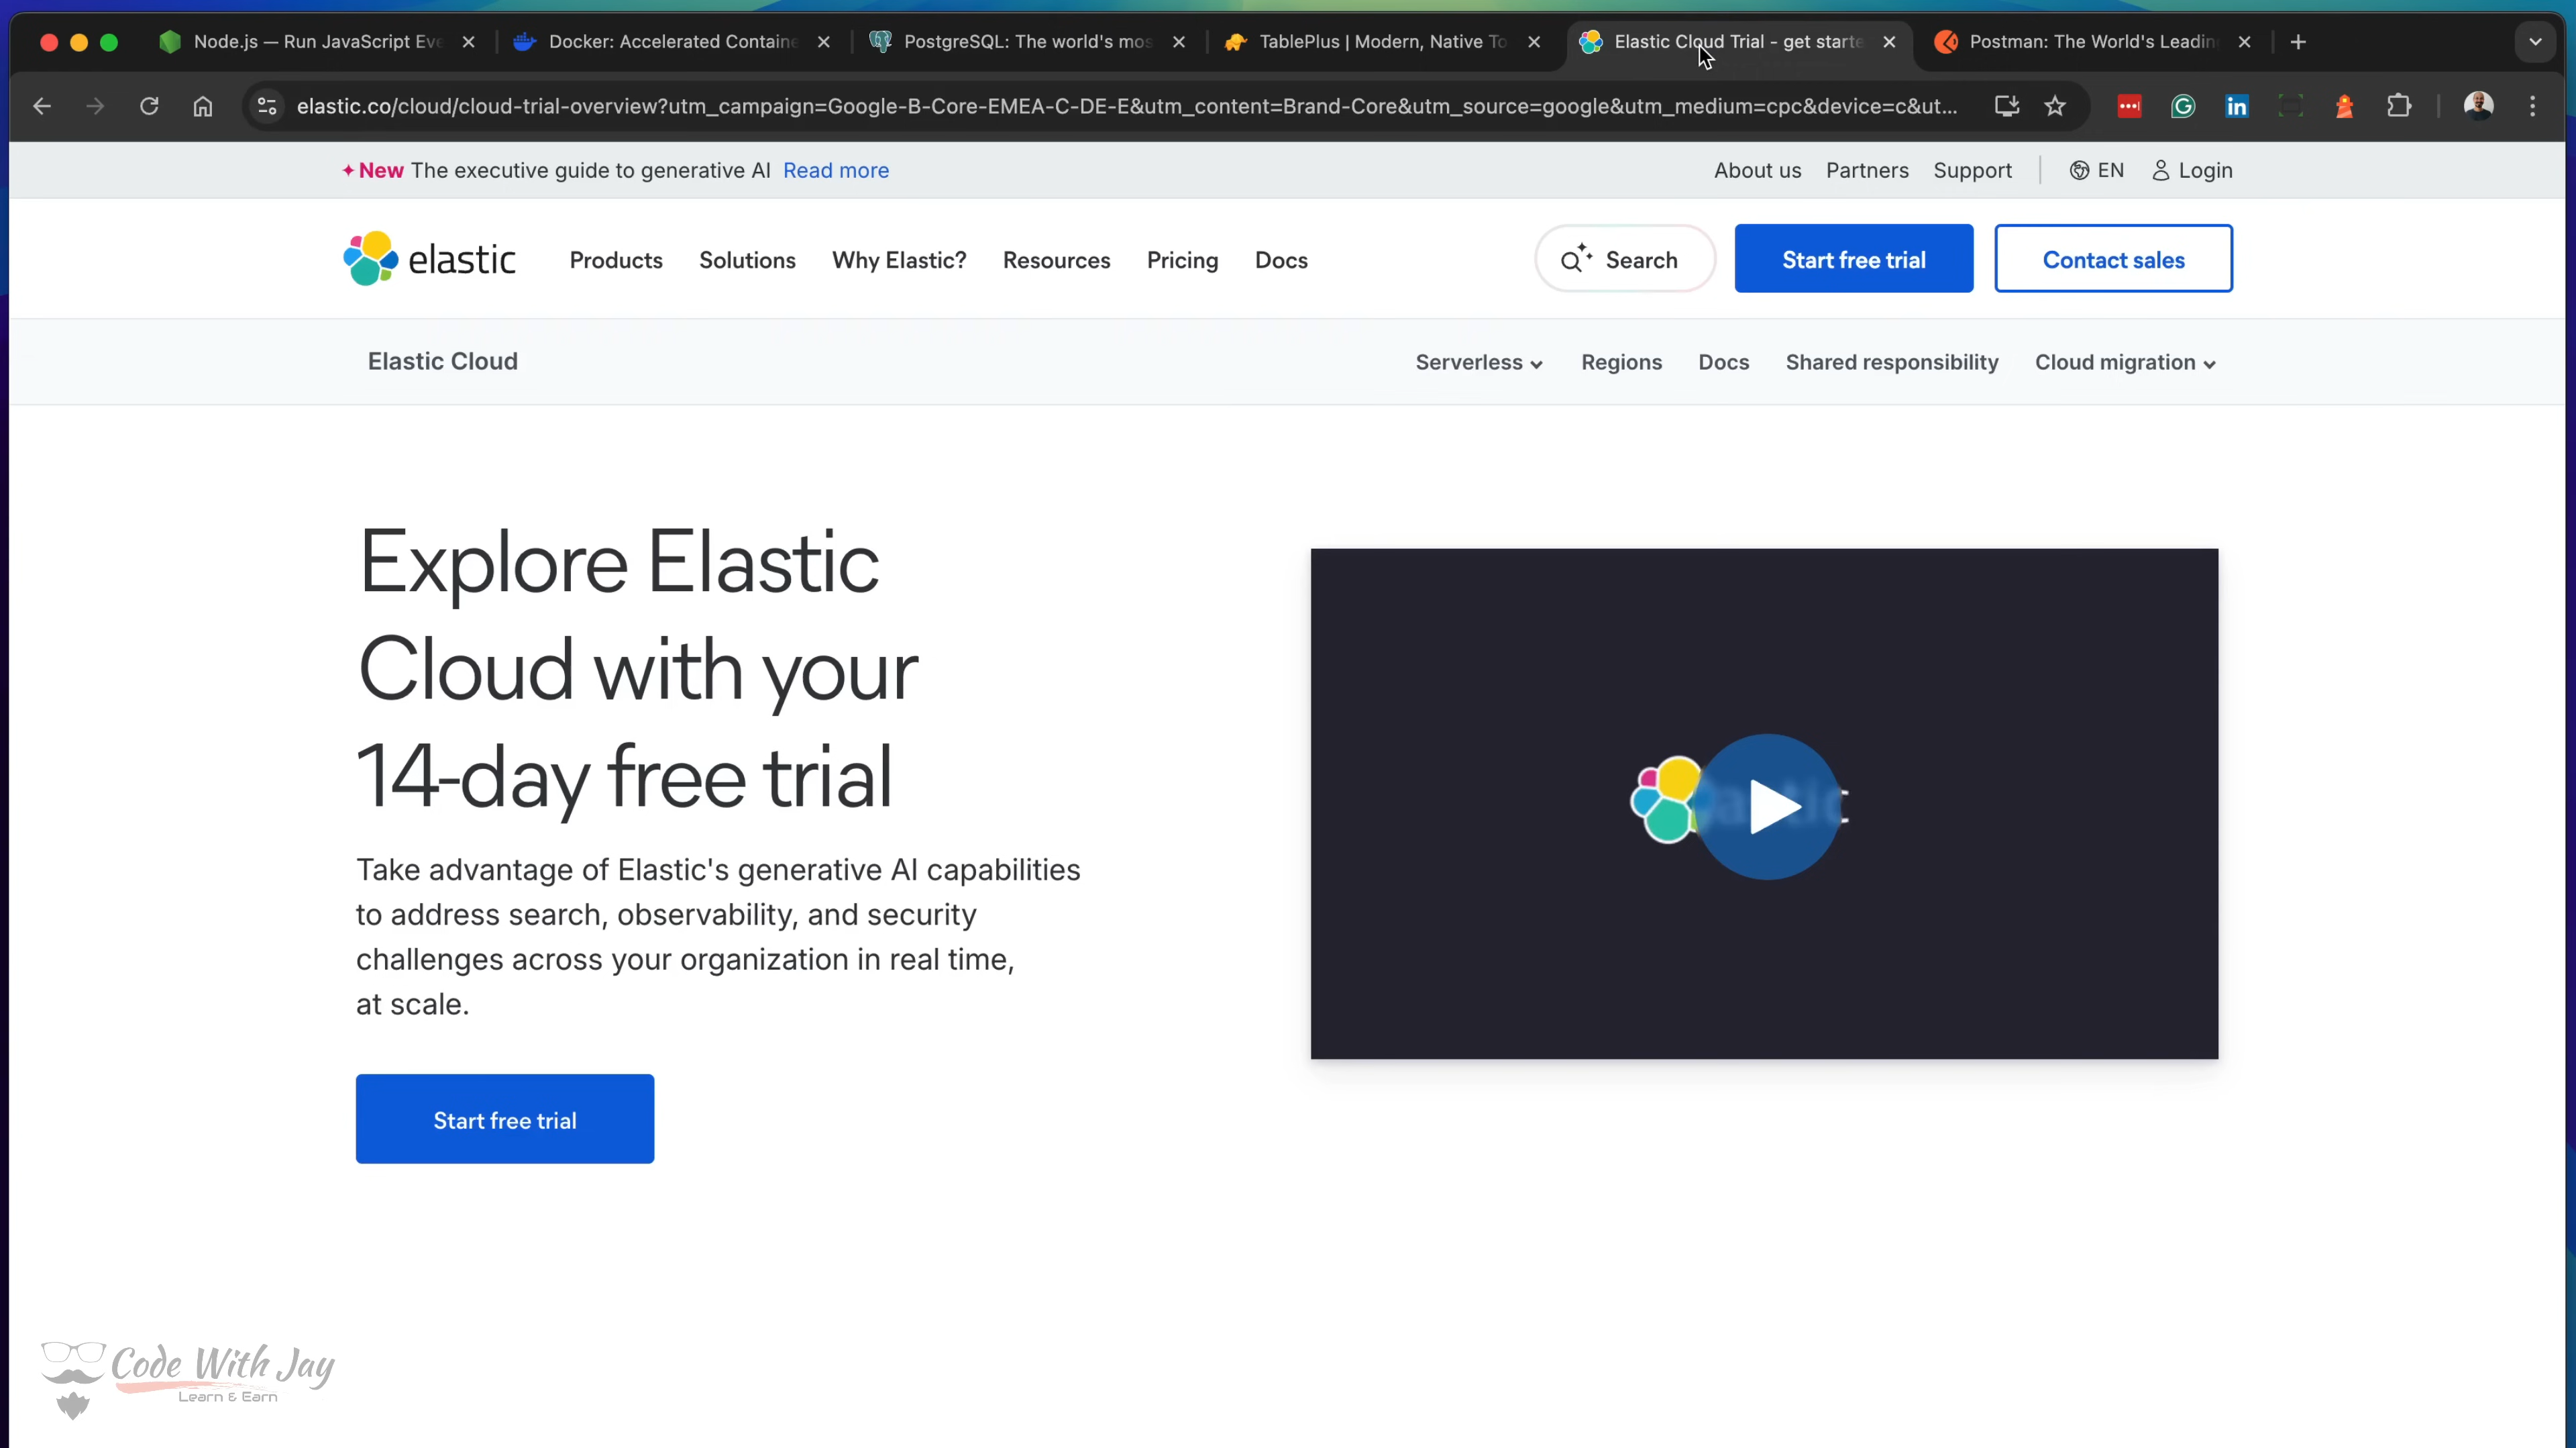 Node.js — Run JavaScript Eve
Docker: Accelerated Containe
PostgreSQL: The world's mos
TablePlus | Modern, Native To
Elastic Cloud Trial - get starte
Postman: The World's Leadin
elastic.co/cloud/cloud-trial-overview?utm_campaign=Google-B-Core-EMEA-C-DE-E&utm_content=Brand-Core&utm_source=google&utm_medium=cpc&device=c&ut...
New The executive guide to generative AI Read more
About us Partners Support EN Login
elastic Products Solutions Why Elastic? Resources Pricing Docs Search Start free trial Contact sales
Elastic Cloud Serverless Regions Docs Shared responsibility Cloud migration
Explore Elastic
Cloud with your
14-day free trial
Take advantage of Elastic's generative AI capabilities
to address search, observability, and security
challenges across your organization in real time,
at scale.
Start free trial
Code With Jay
Learn & Earn